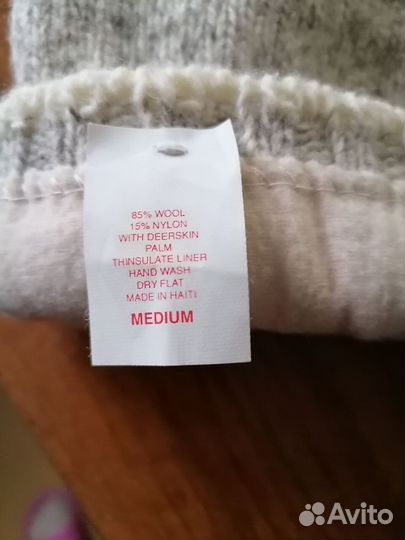 85% WOOL
15% NYLON
WITH DEERSKIN
PALM
THINSULATE LINER
HAND WASH
DRY FLAT
MADE IN HAITI
MEDIUM
Avito